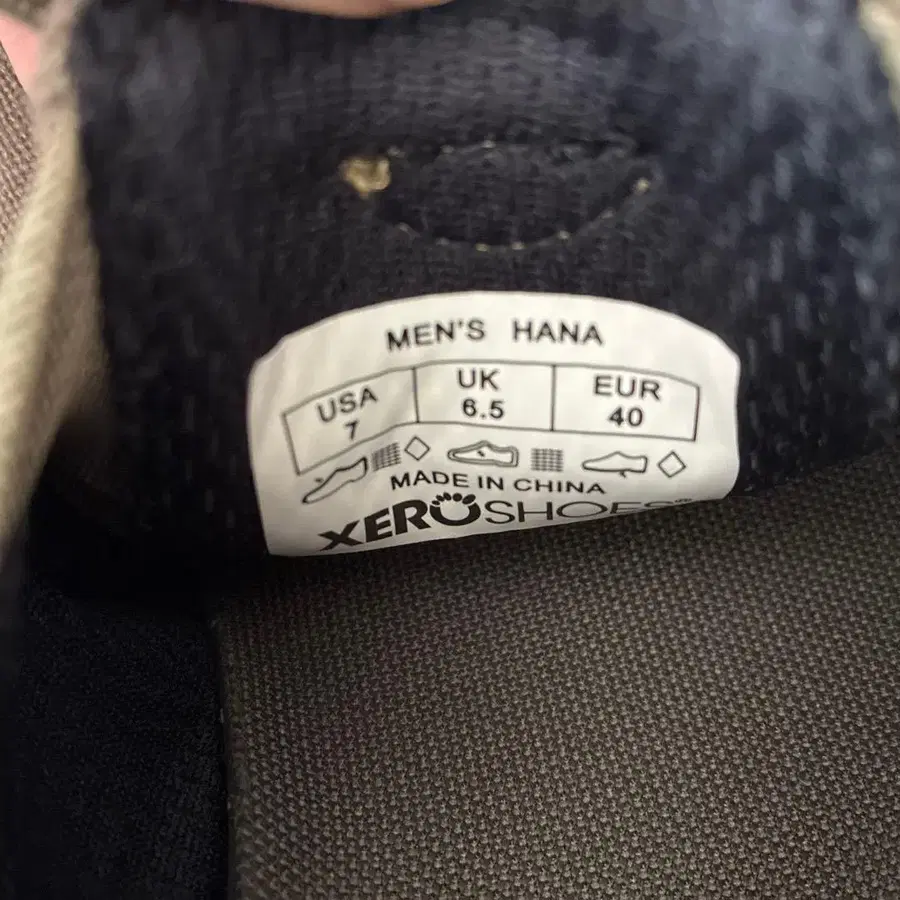 MEN'S HANA
USA UK EUR
7 6.5 40
MADE IN CHINA
XEROSHOES®